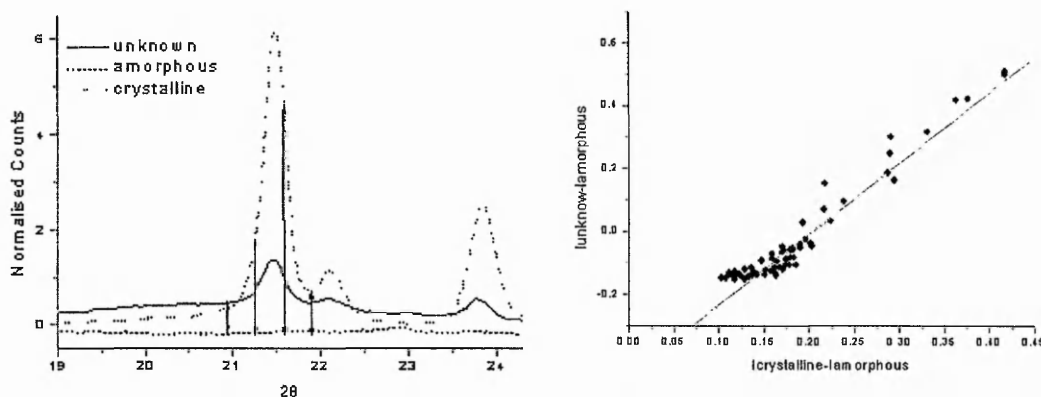 unknown
amorphous
crystalline
6
4
2
0
Normalised Counts
19 20 21 22 23 24
2θ
0.6
0.4
0.2
0.0
-0.2
Iunknow-Iamorphous
0.00 0.05 0.10 0.15 0.20 0.25 0.30 0.35 0.40 0.45
Icrystalline-Iamorphous